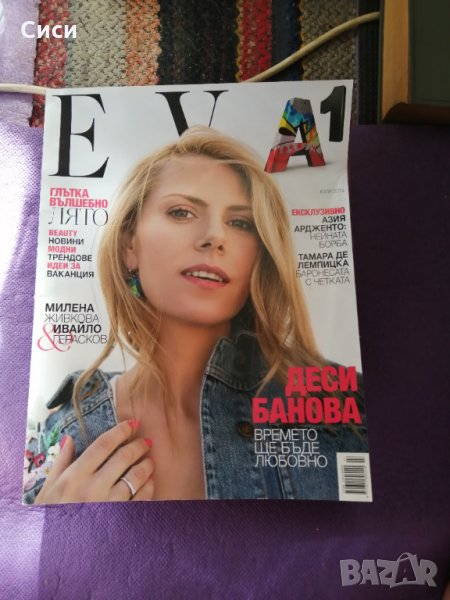 Сиси
EVA
A1
ГЛЪТКА
ВЪЛШЕБНО
ЛЯТО
BEAUTY
НОВИНИ
МОДНИ
ТРЕНДОВЕ
ИДЕИ ЗА
ВАКАНЦИЯ
МИЛЕНА
ЖИВКОВА
& ИВАЙЛО
ГЕРАСКОВ
ЕКСКЛУЗИВНО
АЗИЯ
АРДЖЕНТО:
НЕЙНАТА
БОРБА
ТАМАРА ДЕ
ЛЕМПИЦКА
БАРОНЕСАТА
С ЧЕТКАТА
ДЕСИ
БАНОВА
ВРЕМЕТО
ЩЕ БЪДЕ
ЛЮБОВНО
BAZAR